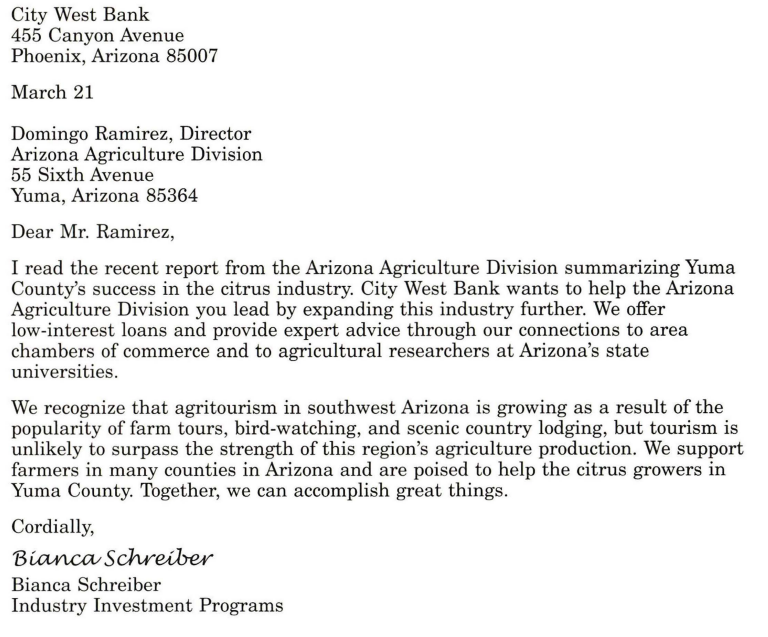 City West Bank
455 Canyon Avenue
Phoenix, Arizona 85007
March 21
Domingo Ramirez, Director
Arizona Agriculture Division
55 Sixth Avenue
Yuma, Arizona 85364
Dear Mr. Ramirez,
I read the recent report from the Arizona Agriculture Division summarizing Yuma
County's success in the citrus industry. City West Bank wants to help the Arizona
Agriculture Division you lead by expanding this industry further. We offer
low-interest loans and provide expert advice through our connections to area
chambers of commerce and to agricultural researchers at Arizona's state
universities.
We recognize that agritourism in southwest Arizona is growing as a result of the
popularity of farm tours, bird-watching, and scenic country lodging, but tourism is
unlikely to surpass the strength of this region's agriculture production. We support
farmers in many counties in Arizona and are poised to help the citrus growers in
Yuma County. Together, we can accomplish great things.
Cordially,
Bianca Schreiber
Bianca Schreiber
Industry Investment Programs